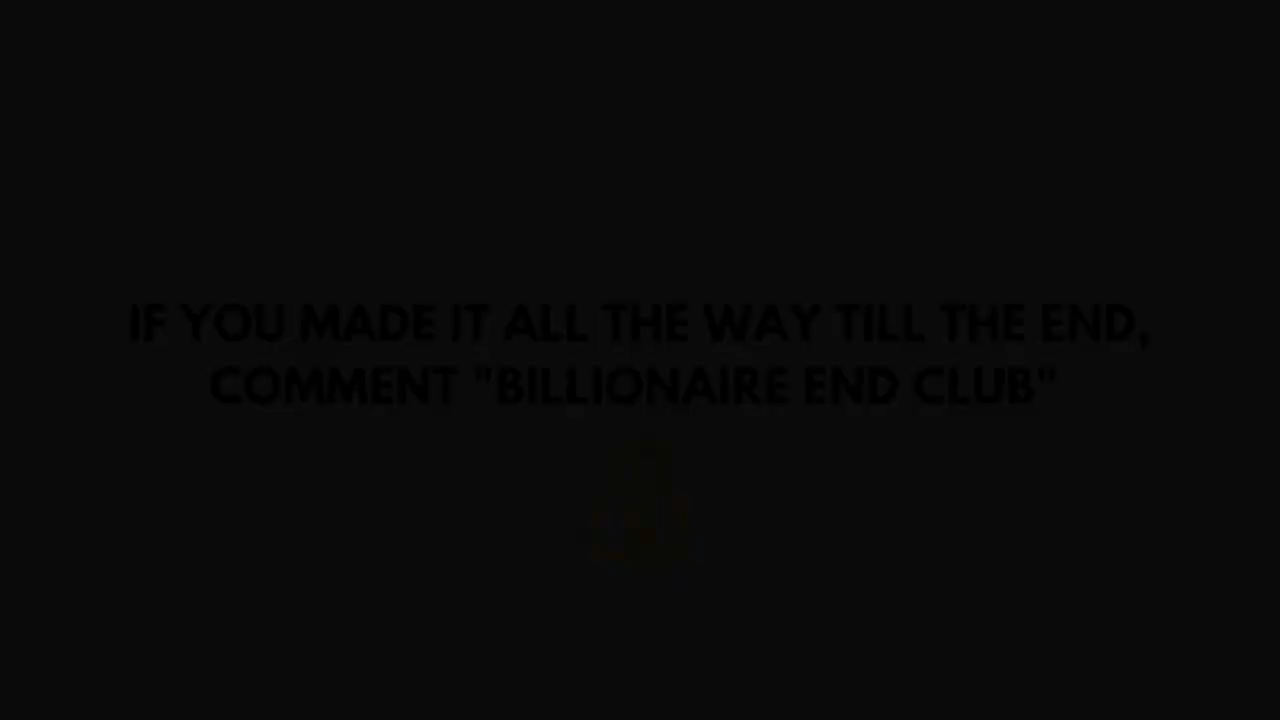 IF YOU MADE IT ALL THE WAY TILL THE END,
COMMENT "BILLIONAIRE END CLUB"